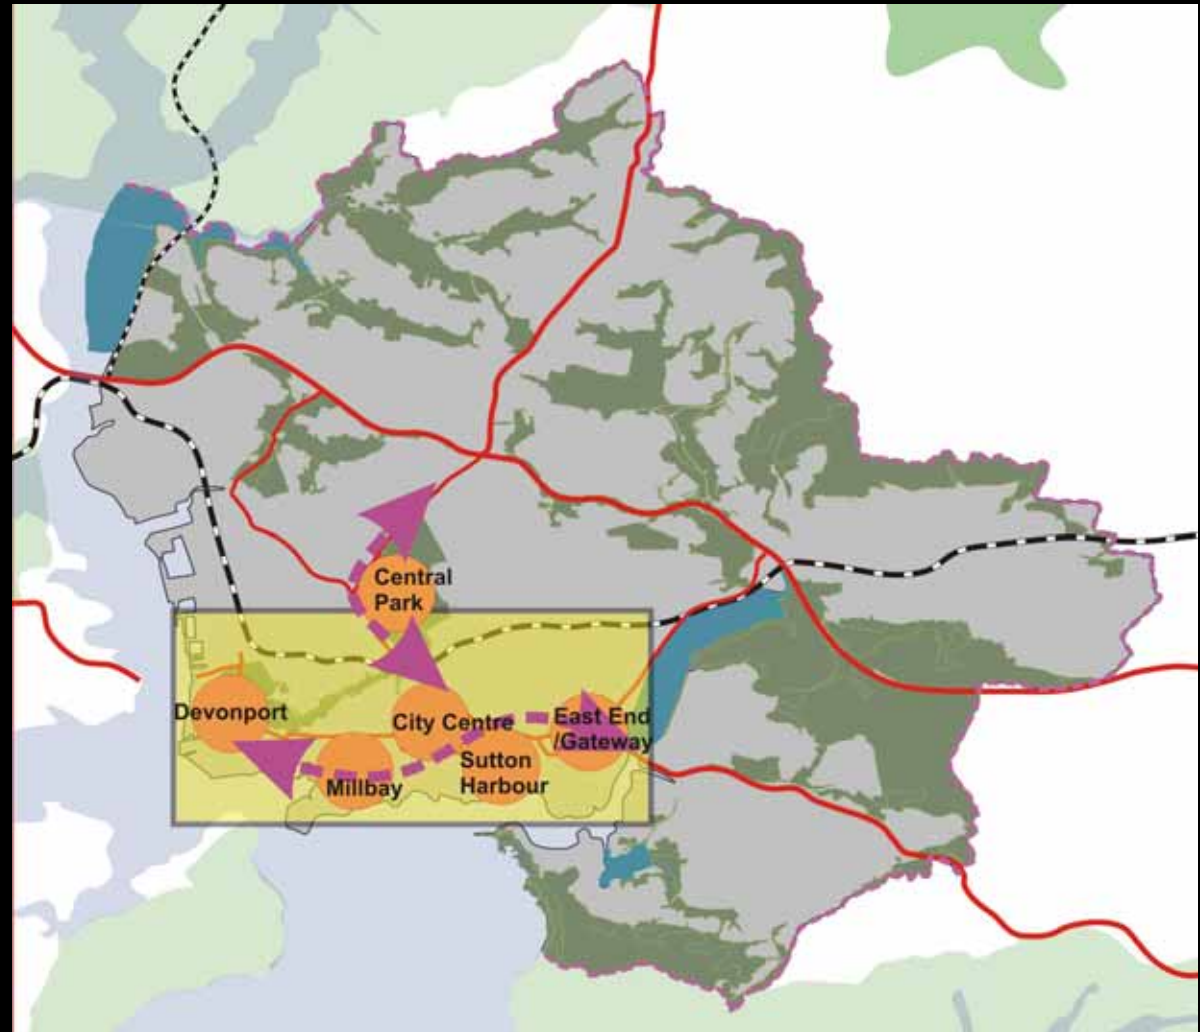 Central
Park
Devonport
City Centre
East End
/Gateway
Sutton
Harbour
Millbay